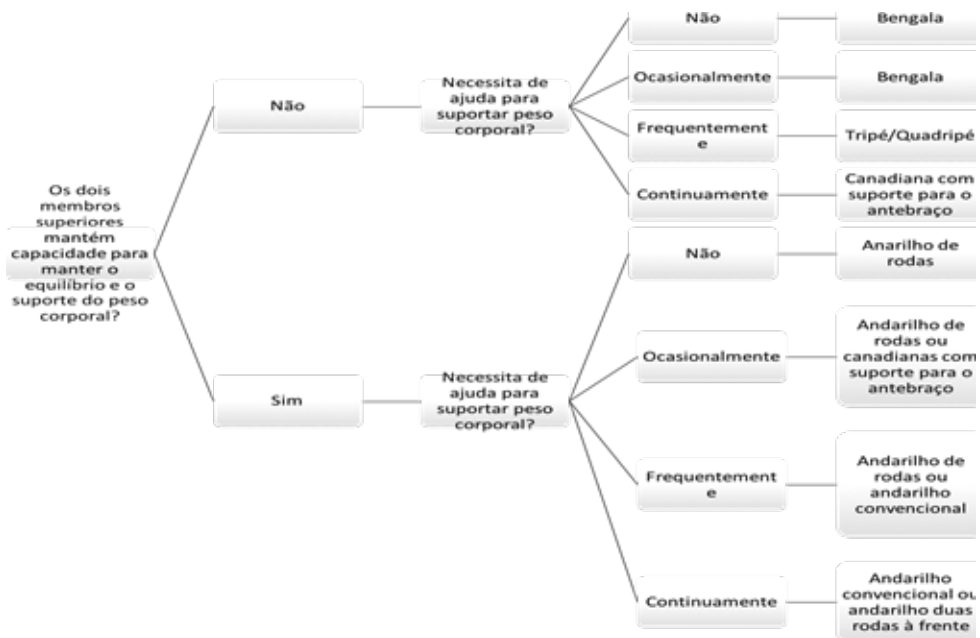 Os dois
membros
superiores
mantém
capacidade para
manter o
equilíbrio e o
suporte do peso
corporal?
Não
Necessita de
ajuda para
suportar peso
corporal?
Não
Bengala
Ocasionalmente
Bengala
Frequentement
e
Tripé/Quadripé
Continuamente
Canadiana com
suporte para o
antebraço
Sim
Necessita de
ajuda para
suportar peso
corporal?
Não
Anarilho de
rodas
Ocasionalmente
Andarilho de
rodas ou
canadianas com
suporte para o
antebraço
Frequentement
e
Andarilho de
rodas ou
andarilho
convencional
Continuamente
Andarilho
convencional ou
andarilho duas
rodas à frente